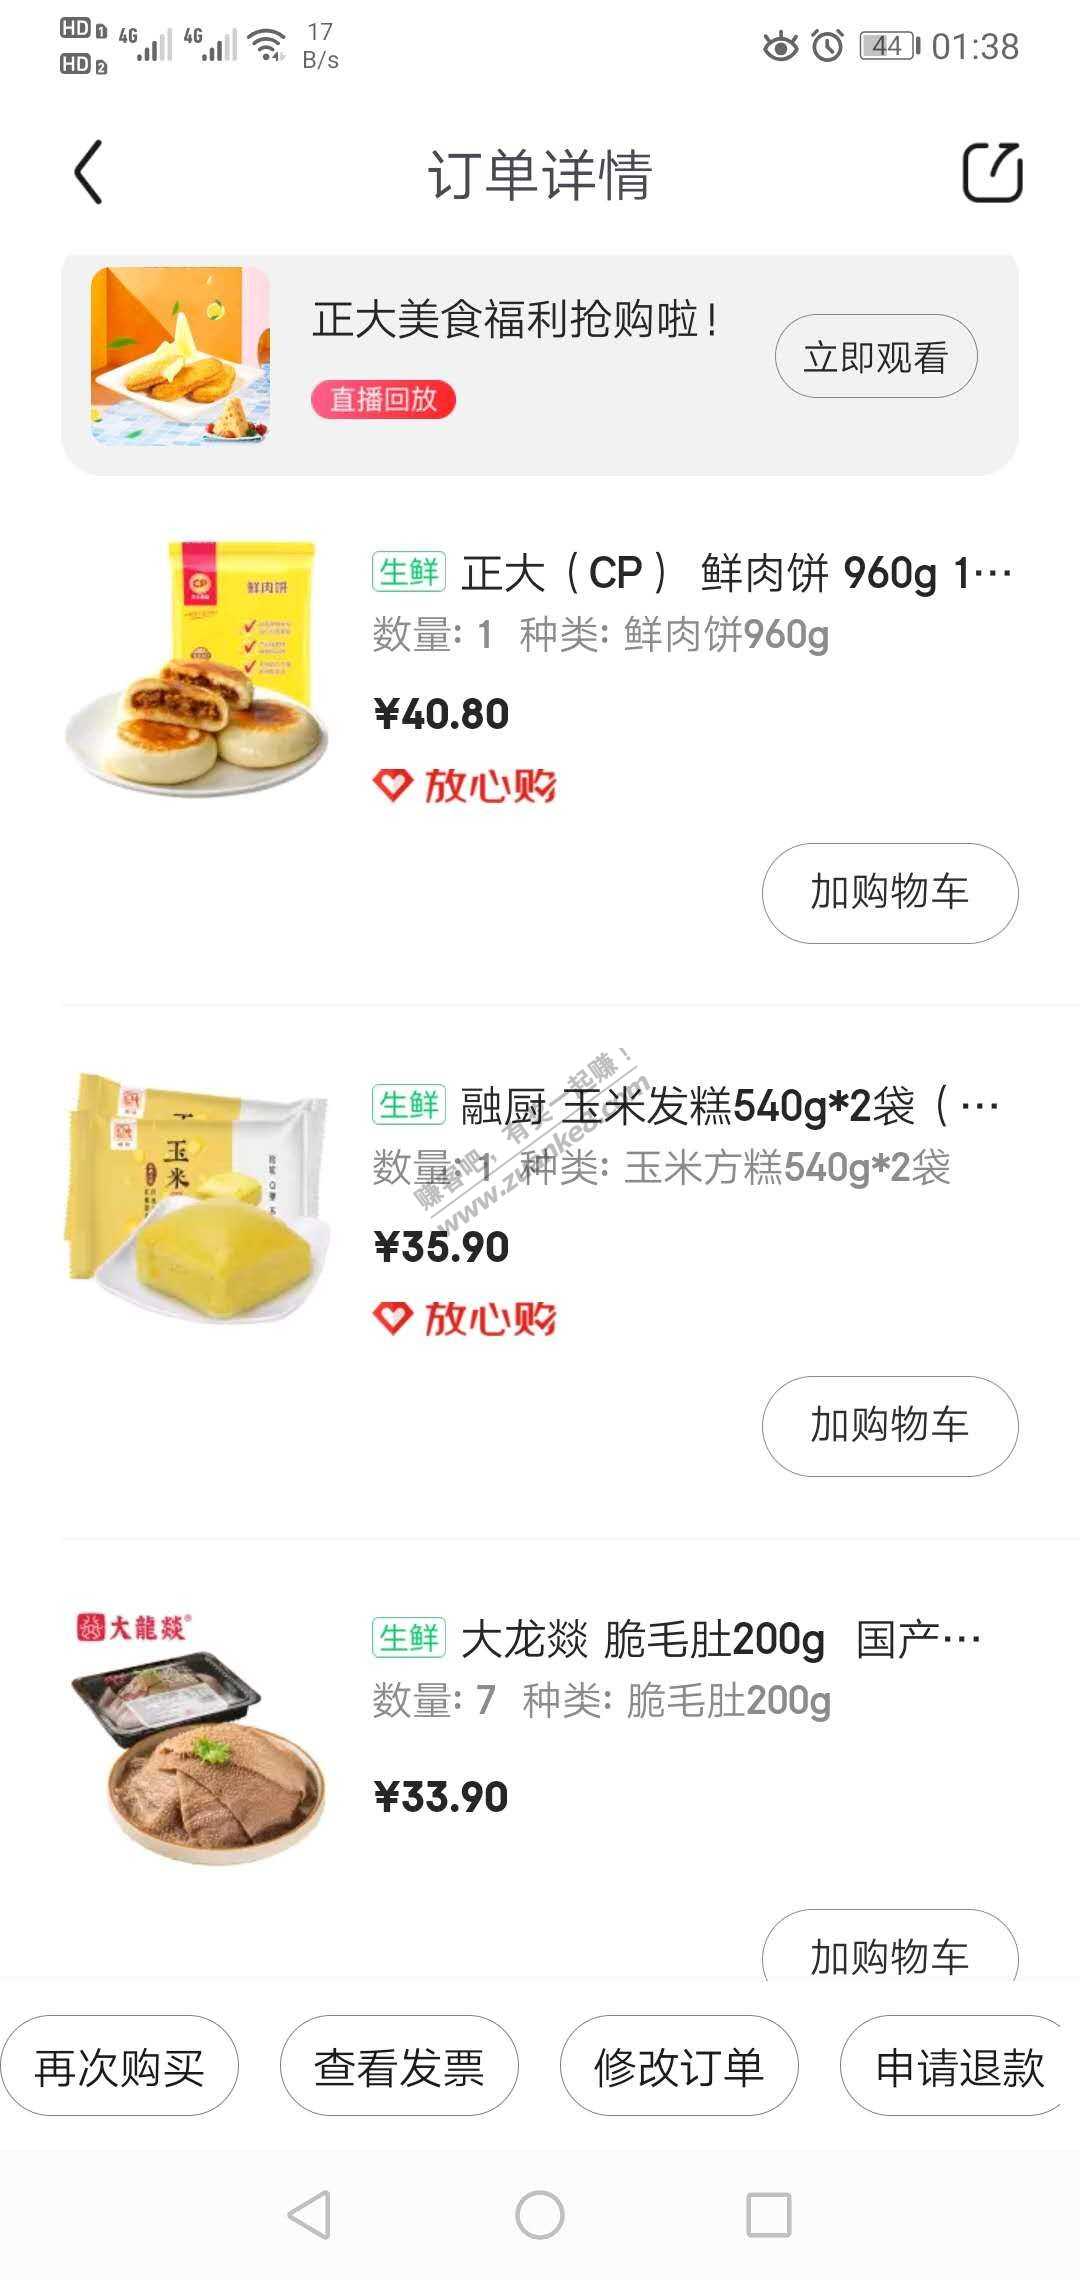 HD 1 4G 4G 17 B/s 44 01:38
HD 2
订单详情
正大美食福利抢购啦！
直播回放
立即观看
CP
鲜肉饼
生鲜 正大（CP） 鲜肉饼 960g 1…
数量: 1 种类: 鲜肉饼960g
¥40.80
放心购
加购物车
玉米
生鲜 融厨 玉米发糕540g*2袋（…
数量: 1 种类: 玉米方糕540g*2袋
¥35.90
放心购
加购物车
赚客吧，有奖一起赚！
www.zuanke8.com
大龍燚®
生鲜 大龙燚 脆毛肚200g 国产…
数量: 7 种类: 脆毛肚200g
¥33.90
加购物车
再次购买
查看发票
修改订单
申请退款